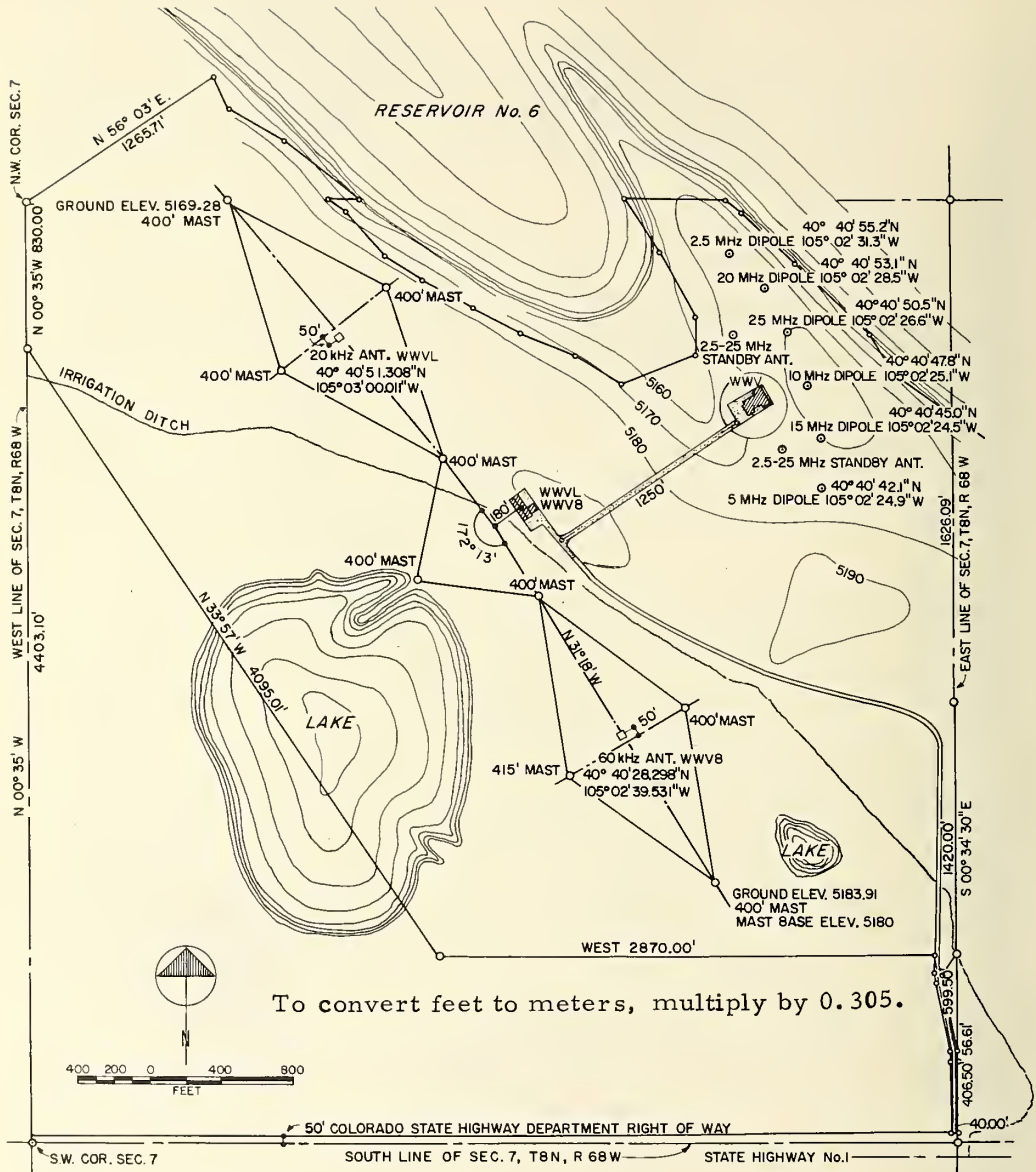 RESERVOIR No. 6
N.W. COR. SEC. 7
N 56° 03' E.
1265.71'
N 00° 35' W 830.00'
GROUND ELEV. 5169.28
400' MAST
400' MAST
50'
20 kHz ANT. WWVL
40° 40' 51.308"N
105° 03' 00.011"W
400' MAST
IRRIGATION DITCH
400' MAST
40° 40' 55.2"N
2.5 MHz DIPOLE 105° 02' 31.3" W
40° 40' 53.1" N
20 MHz DIPOLE 105° 02' 28.5" W
40° 40' 50.5" N
25 MHz DIPOLE 105° 02' 26.6" W
2.5-25 MHz
STANDBY ANT.
40° 40' 47.8" N
10 MHz DIPOLE 105° 02' 25.1" W
WWV
40° 40' 45.0" N
15 MHz DIPOLE 105° 02' 24.5" W
2.5-25 MHz STANDBY ANT.
40° 40' 42.1" N
5 MHz DIPOLE 105° 02' 24.9" W
5160
5170
5180
WWVL
WWV8
180'
1250'
172° 13'
5190
1626.09'
EAST LINE OF SEC. 7, T8N, R 68 W
WEST LINE OF SEC. 7, T8N, R68 W
4403.10'
N 00° 35' W
400' MAST
400' MAST
N 33° 57' W 4095.01'
N 31° 18' W
LAKE
50'
400' MAST
60 kHz ANT. WWV8
415' MAST
40° 40' 28.298"N
105° 02' 39.531"W
LAKE
1420.00'
S 00° 34' 30" E
GROUND ELEV. 5183.91
400' MAST
MAST BASE ELEV. 5180
WEST 2870.00'
599.50'
56.61'
406.50'
40.00'
N
To convert feet to meters, multiply by 0.305.
400 200 0 400 800
FEET
50' COLORADO STATE HIGHWAY DEPARTMENT RIGHT OF WAY
S.W. COR. SEC. 7
SOUTH LINE OF SEC. 7, T8N, R 68W
STATE HIGHWAY No. 1